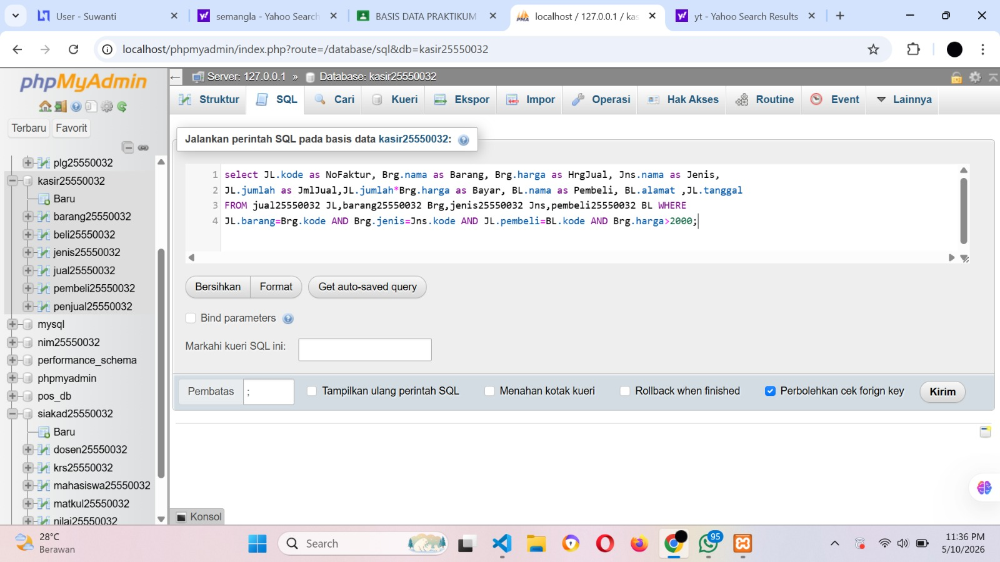 User - Suwanti
semangla - Yahoo Search
BASIS DATA PRAKTIKUM
localhost / 127.0.0.1 / kas
yt - Yahoo Search Results
localhost/phpmyadmin/index.php?route=/database/sql&db=kasir25550032
phpMyAdmin
Terbaru Favorit
plg25550032
kasir25550032
Baru
barang25550032
beli25550032
jenis25550032
jual25550032
pembeli25550032
penjual25550032
mysql
nim25550032
performance_schema
phpmyadmin
pos_db
siakad25550032
Baru
dosen25550032
krs25550032
mahasiswa25550032
matkul25550032
nilai25550032
Server: 127.0.0.1 » Database: kasir25550032
Struktur SQL Cari Kueri Ekspor Impor Operasi Hak Akses Routine Event Lainnya
Jalankan perintah SQL pada basis data kasir25550032:
1 select JL.kode as NoFaktur, Brg.nama as Barang, Brg.harga as HrgJual, Jns.nama as Jenis,
2 JL.jumlah as JmlJual,JL.jumlah*Brg.harga as Bayar, BL.nama as Pembeli, BL.alamat ,JL.tanggal
3 FROM jual25550032 JL,barang25550032 Brg,jenis25550032 Jns,pembeli25550032 BL WHERE
4 JL.barang=Brg.kode AND Brg.jenis=Jns.kode AND JL.pembeli=BL.kode AND Brg.harga>2000;
Bersihkan Format Get auto-saved query
Bind parameters
Markahi kueri SQL ini:
Pembatas ; Tampilkan ulang perintah SQL Menahan kotak kueri Rollback when finished Perbolehkan cek forign key Kirim
Konsol
28°C
Berawan
Search
95
11:36 PM
5/10/2026